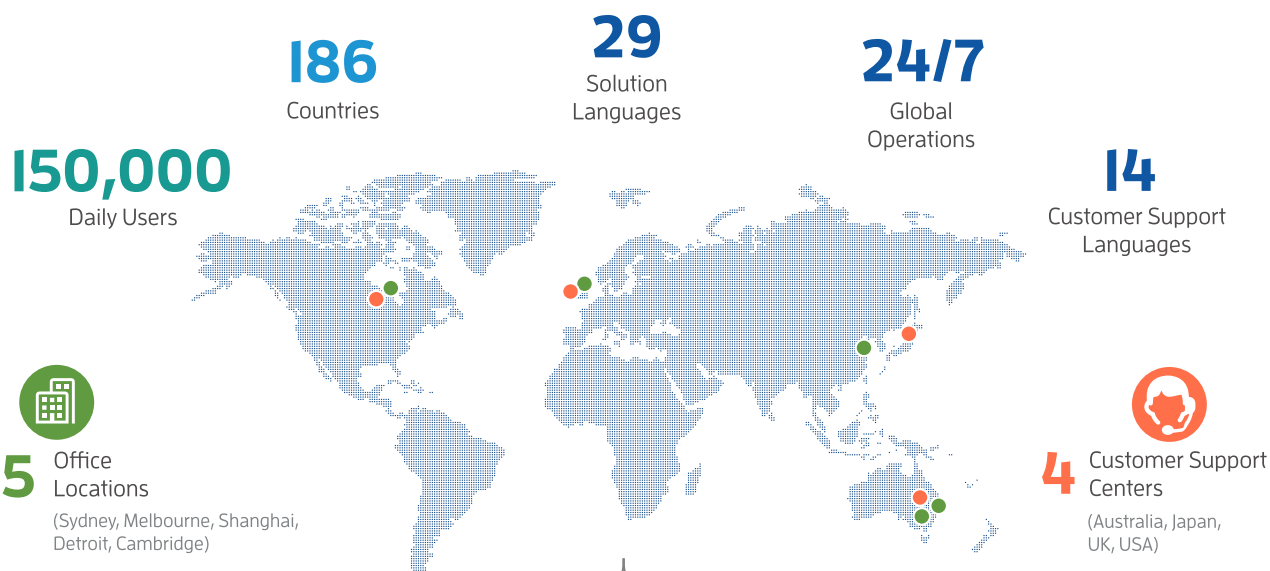 186
Countries
29
Solution
Languages
24/7
Global
Operations
150,000
Daily Users
14
Customer Support
Languages
5
Office
Locations
(Sydney, Melbourne, Shanghai,
Detroit, Cambridge)
4
Customer Support
Centers
(Australia, Japan,
UK, USA)